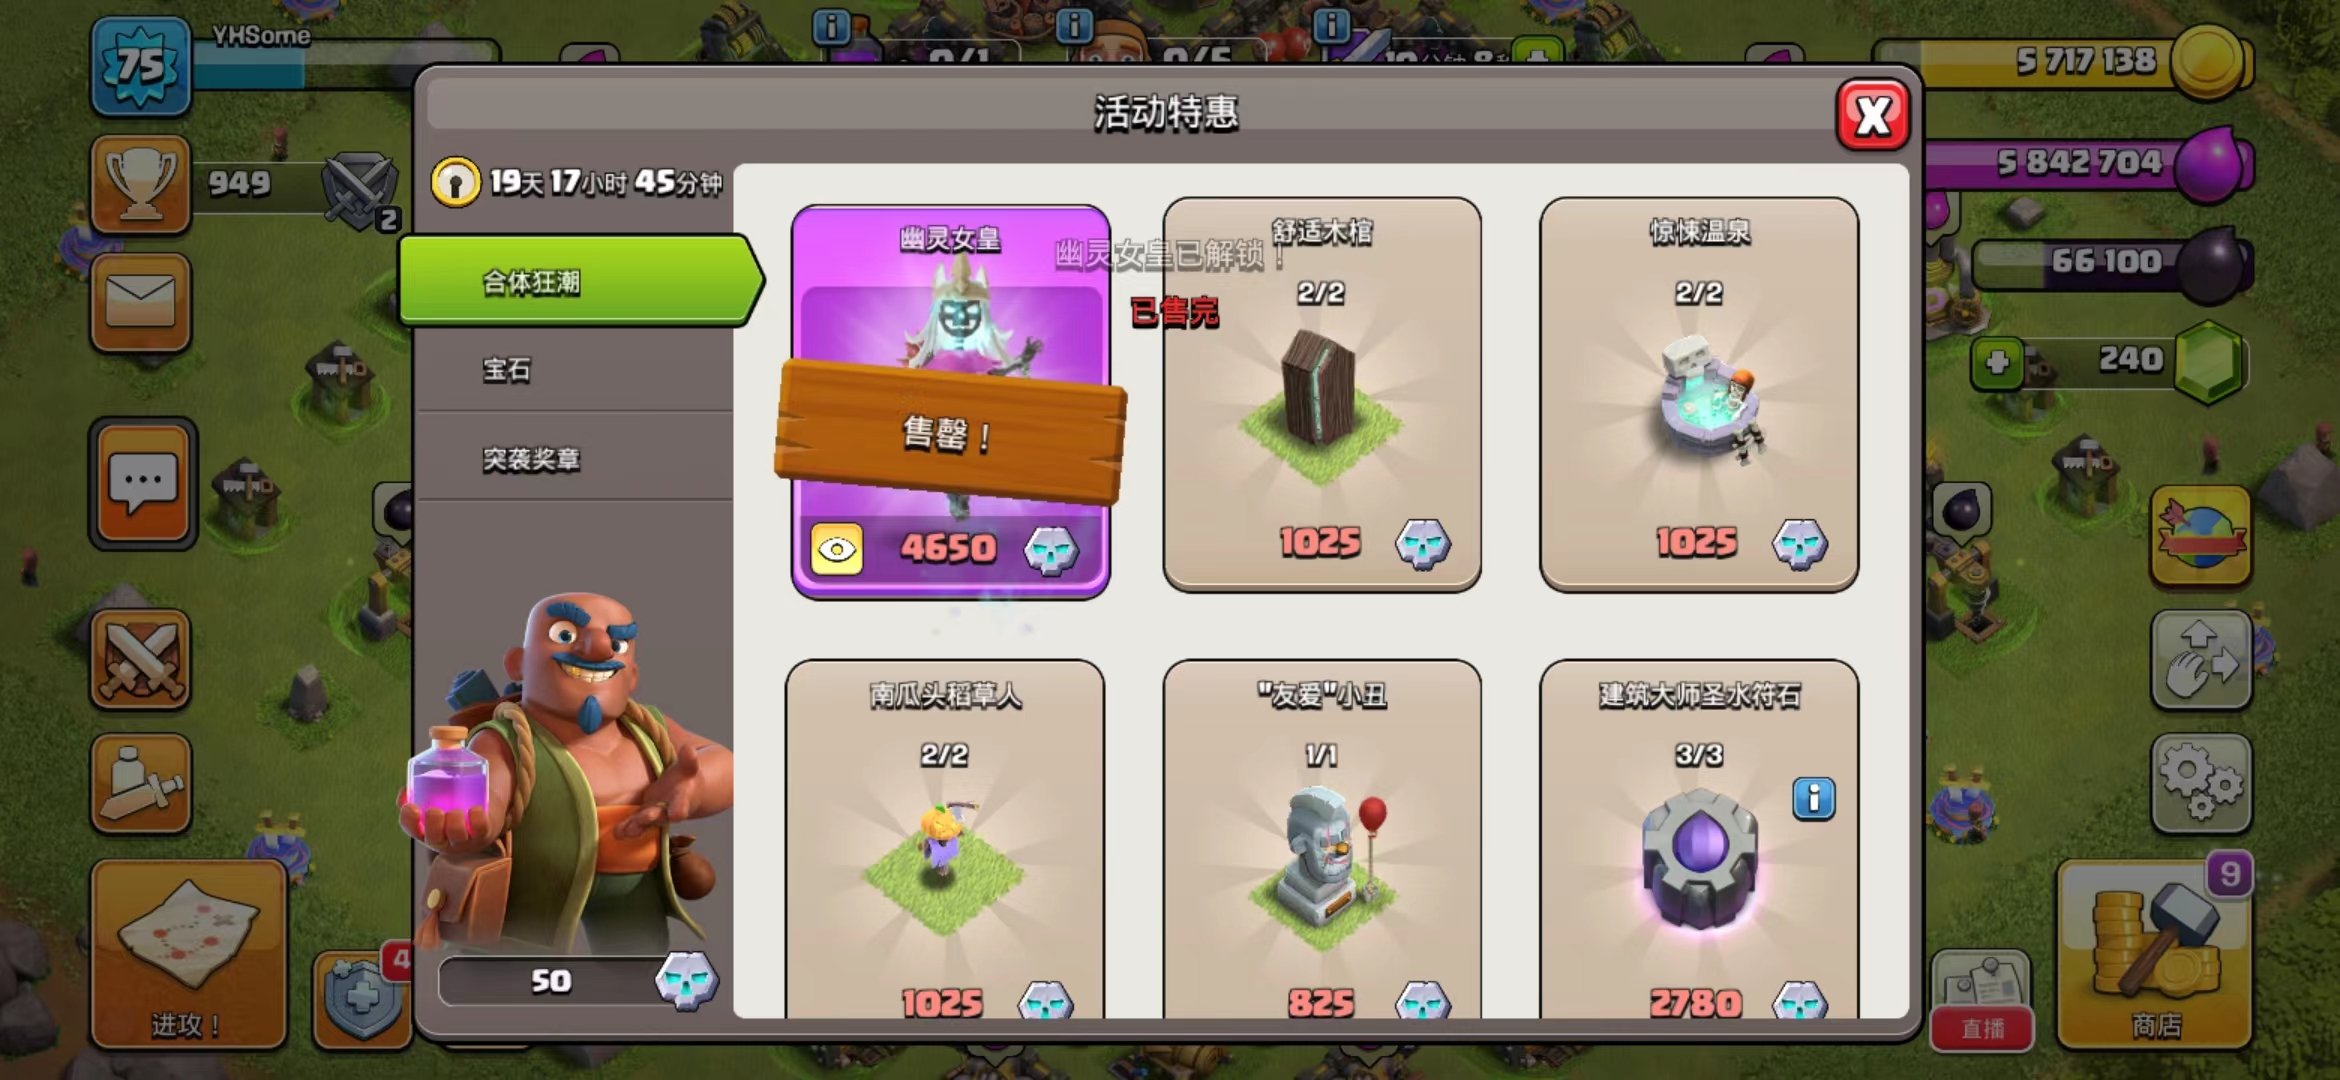 75
YHSome
0/1
0/5
5 717 138
活动特惠
949
2
19天 17小时 45分钟
5 842 704
合体狂潮
幽灵女皇
幽灵女皇已解锁！
舒适木棺
惊悚温泉
2/2
2/2
已售完
66 100
宝石
240
售罄！
突袭奖章
4650
1025
1025
南瓜头稻草人
"友爱"小丑
建筑大师圣水符石
2/2
1/1
3/3
9
4
50
1025
825
2780
进攻！
直播
商店